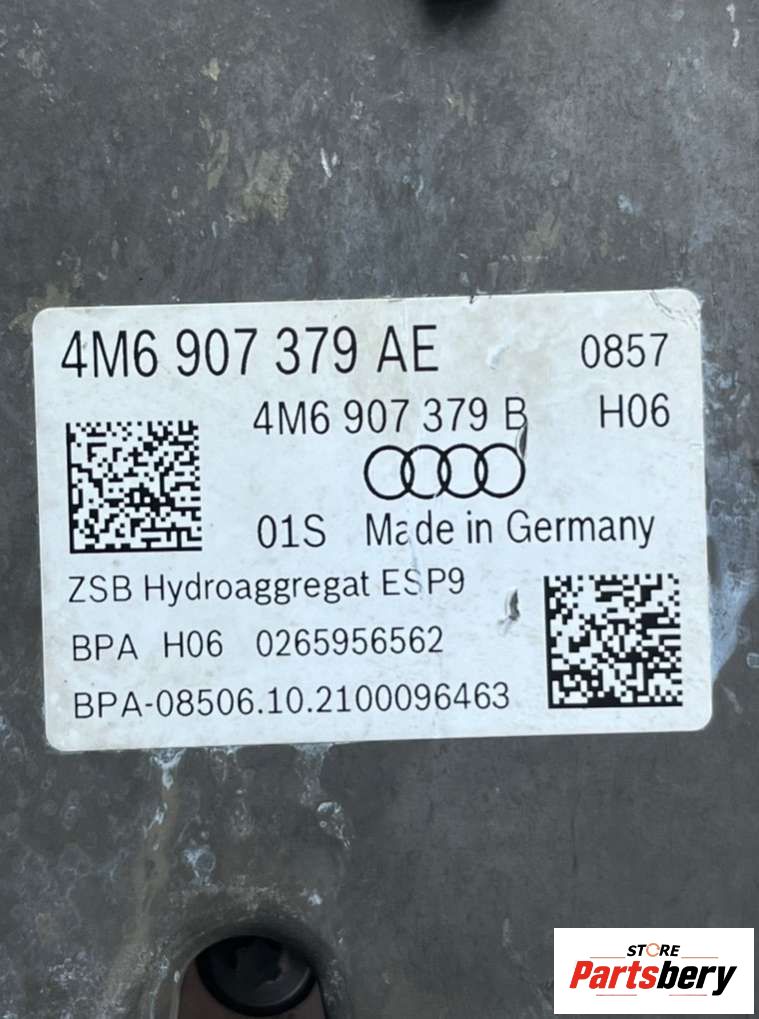 4M6 907 379 AE 0857
4M6 907 379 B H06
01S Made in Germany
ZSB Hydroaggregat ESP9
BPA H06 0265956562
BPA-08506.10.2100096463
STORE
Partsbery